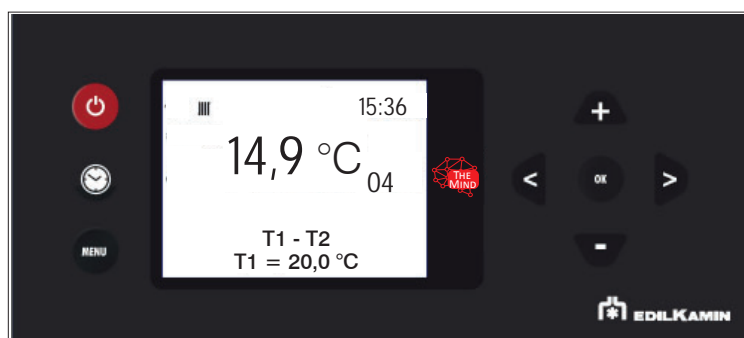 15:36
14,9 °C
04
THE
MIND
OK
MENU
T1 - T2
T1 = 20,0 °C
EDILKAMIN